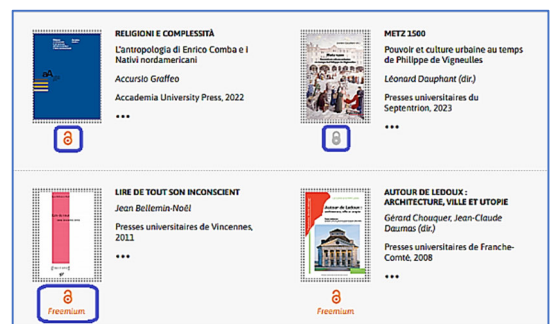 RELIGIONI E COMPLESSITÀ
L'antropologia di Enrico Comba e i
Nativi nordamericani
Accursio Graffeo
Accademia University Press, 2022
METZ 1500
Pouvoir et culture urbaine au temps
de Philippe de Vigneulles
Léonard Dauphant (dir.)
Presses universitaires du
Septentrion, 2023
LIRE DE TOUT SON INCONSCIENT
Jean Bellemin-Noël
Presses universitaires de Vincennes,
2011
Freemium
AUTOUR DE LEDOUX :
ARCHITECTURE, VILLE ET UTOPIE
Gérard Chouquer, Jean-Claude
Daumas (dir.)
Presses universitaires de Franche-
Comté, 2008
Autour de Ledoux :
Freemium